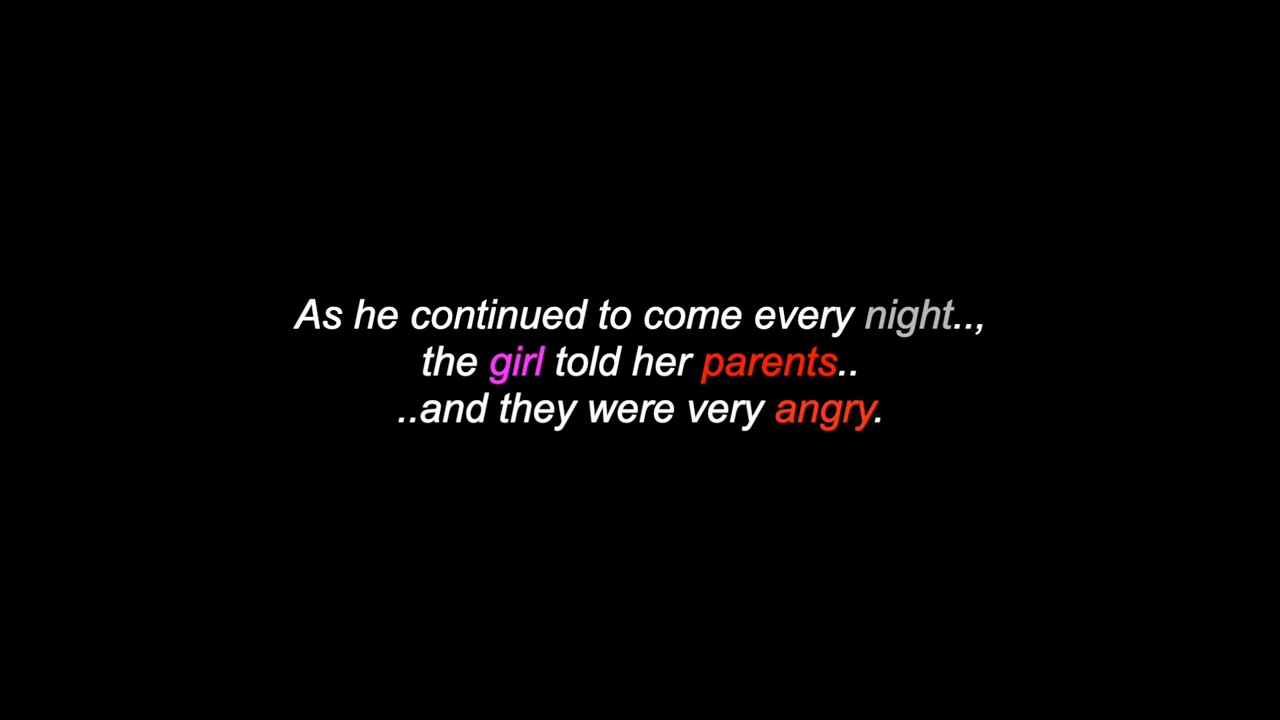 As he continued to come every night..,
the girl told her parents..
..and they were very angry.